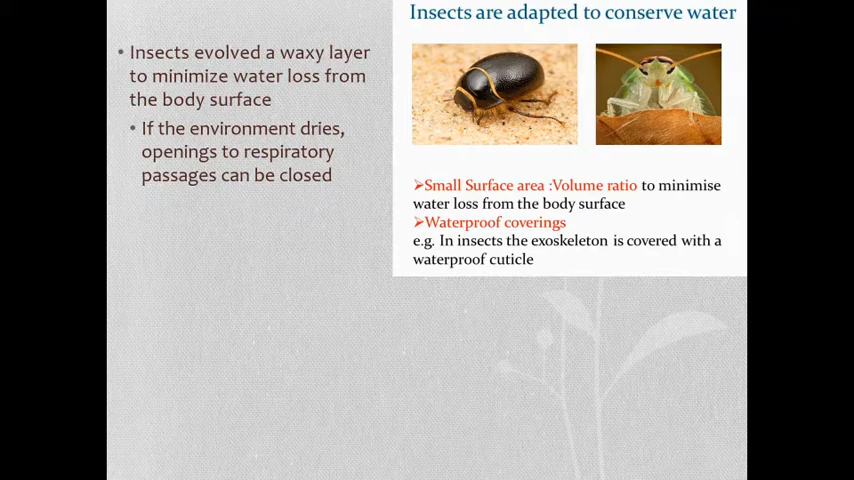 Insects are adapted to conserve water
• Insects evolved a waxy layer
to minimize water loss from
the body surface
• If the environment dries,
openings to respiratory
passages can be closed
➢Small Surface area :Volume ratio to minimise
water loss from the body surface
➢Waterproof coverings
e.g. In insects the exoskeleton is covered with a
waterproof cuticle